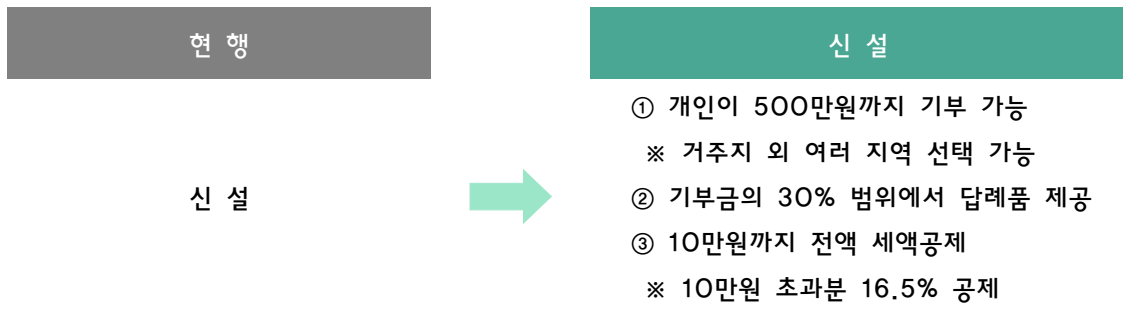 현 행
신 설
신 설
① 개인이 500만원까지 기부 가능
※ 거주지 외 여러 지역 선택 가능
② 기부금의 30% 범위에서 답례품 제공
③ 10만원까지 전액 세액공제
※ 10만원 초과분 16.5% 공제